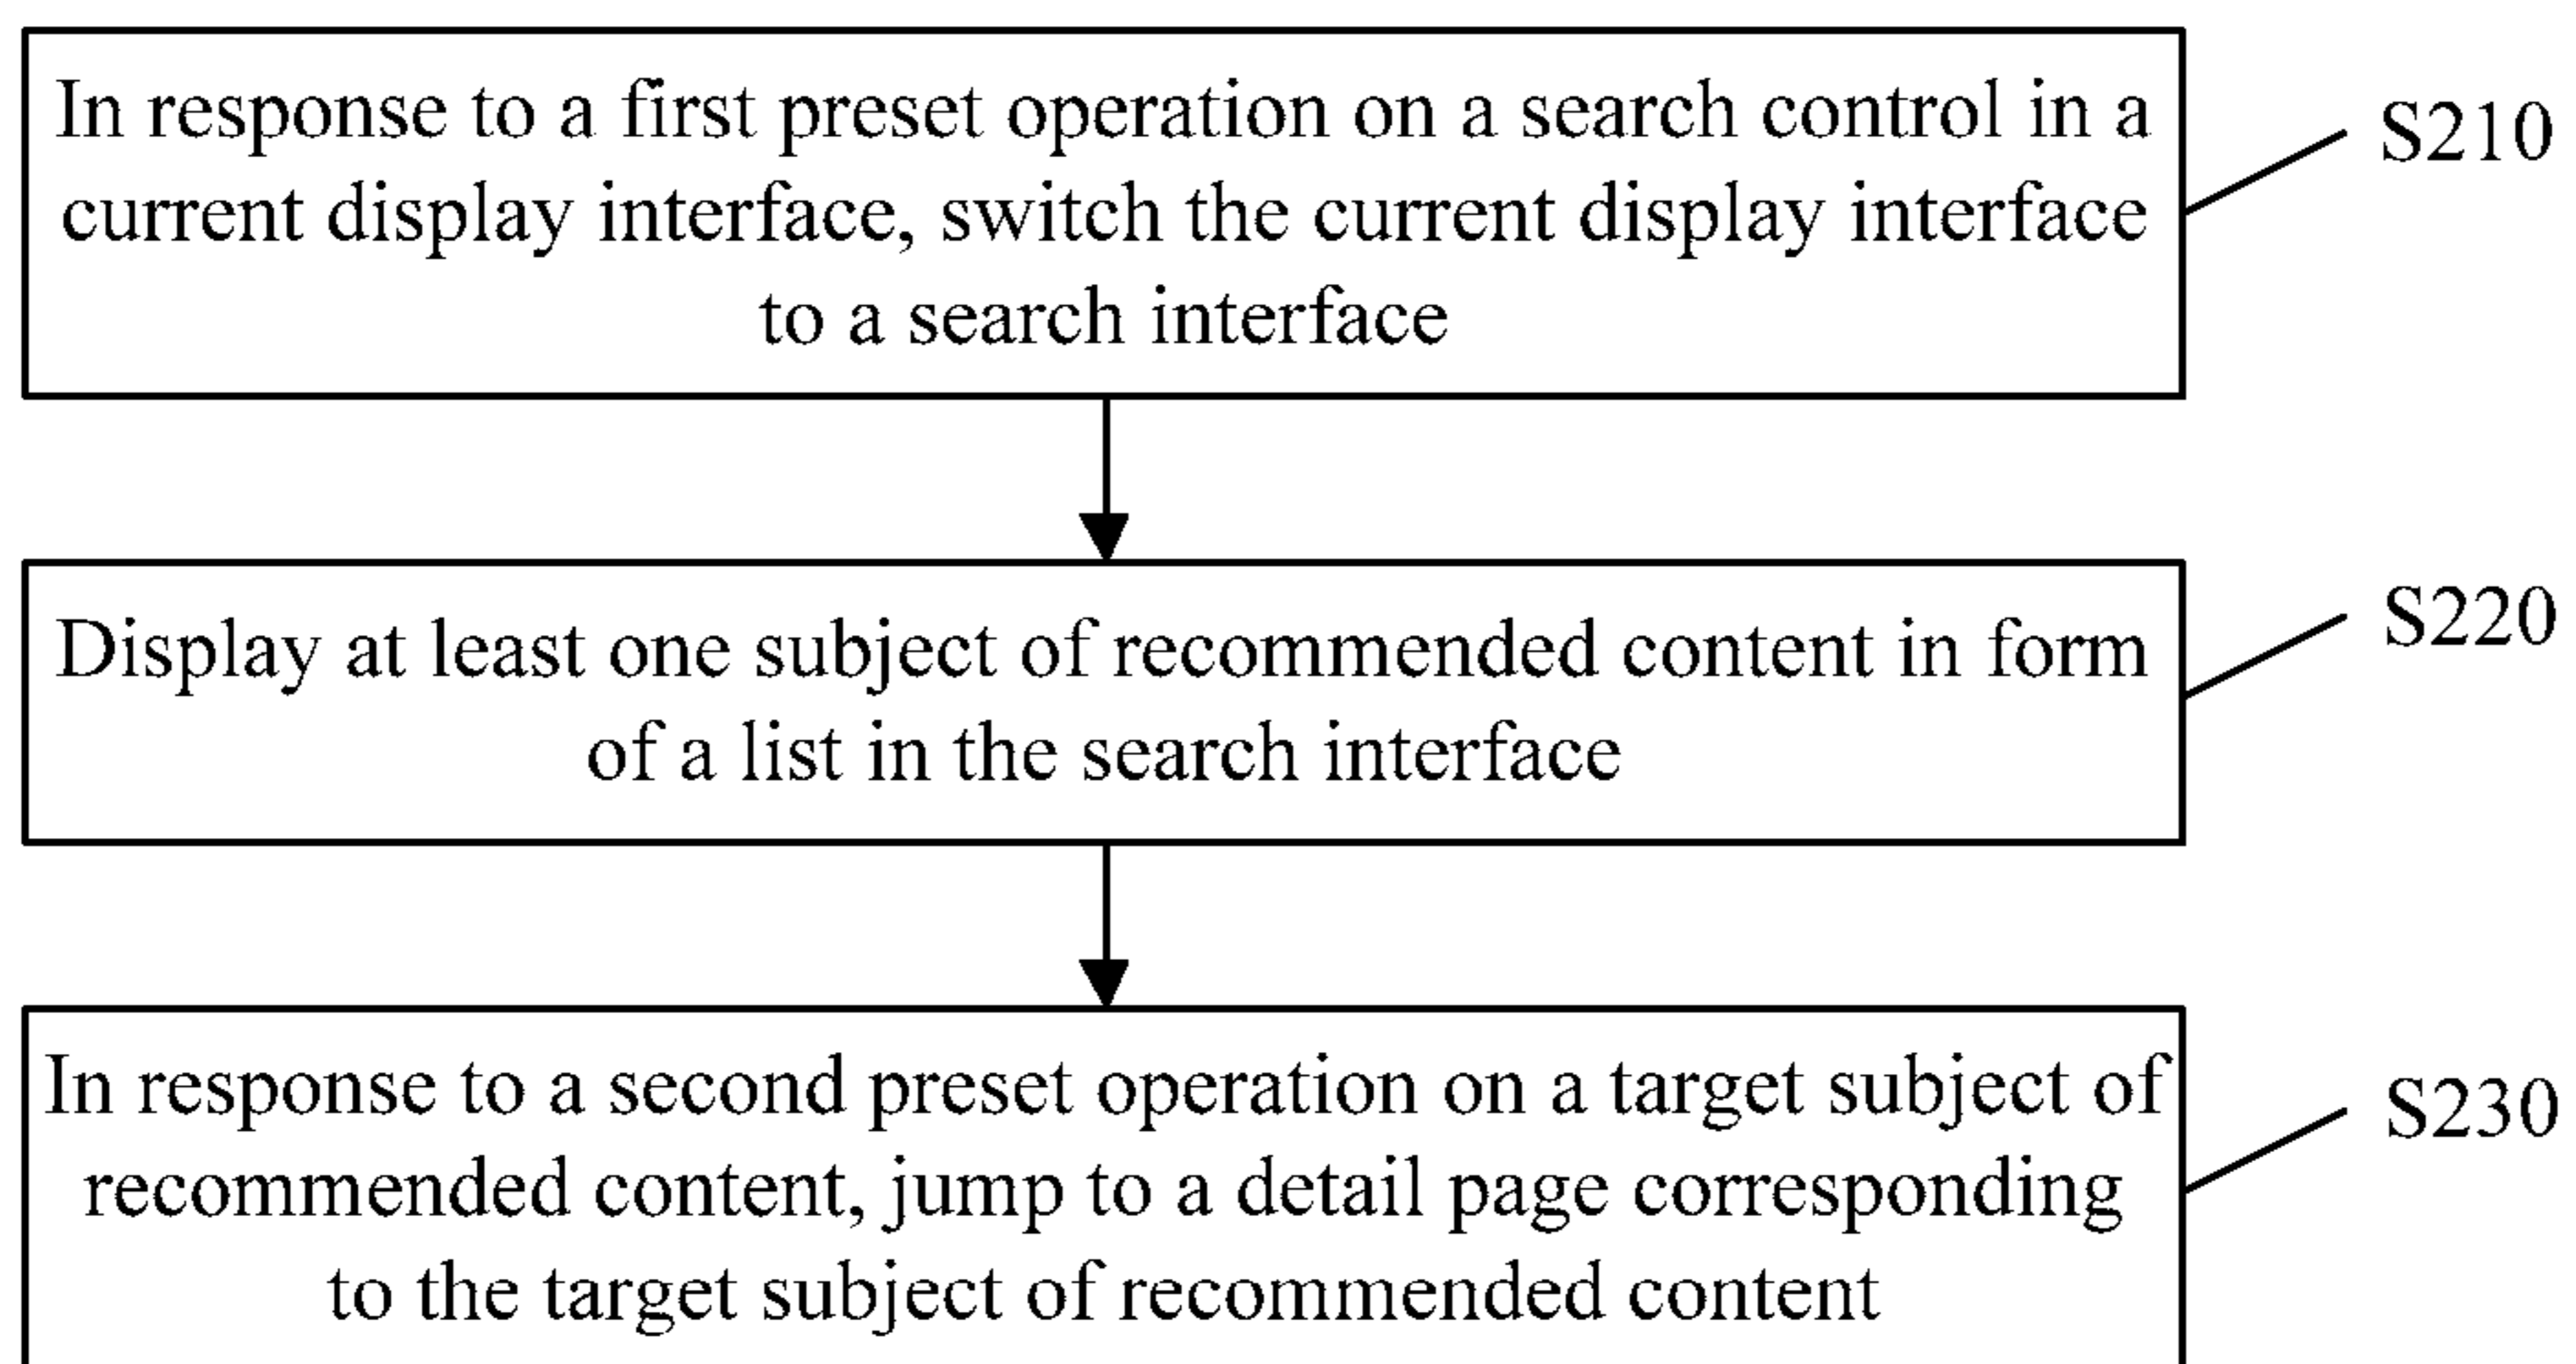 In response to a first preset operation on a search control in a
current display interface, switch the current display interface
to a search interface
S210
Display at least one subject of recommended content in form
of a list in the search interface
S220
In response to a second preset operation on a target subject of
recommended content, jump to a detail page corresponding
to the target subject of recommended content
S230